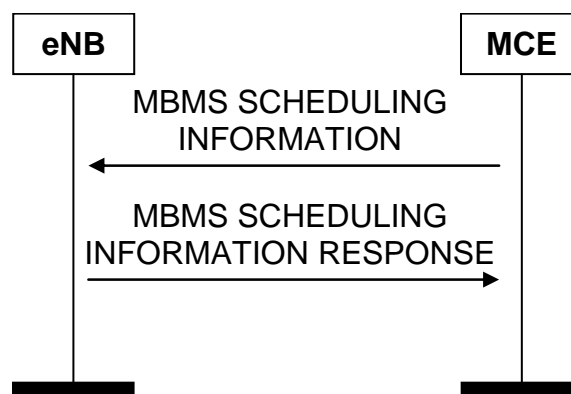 eNB
MCE
MBMS SCHEDULING
INFORMATION
MBMS SCHEDULING
INFORMATION RESPONSE